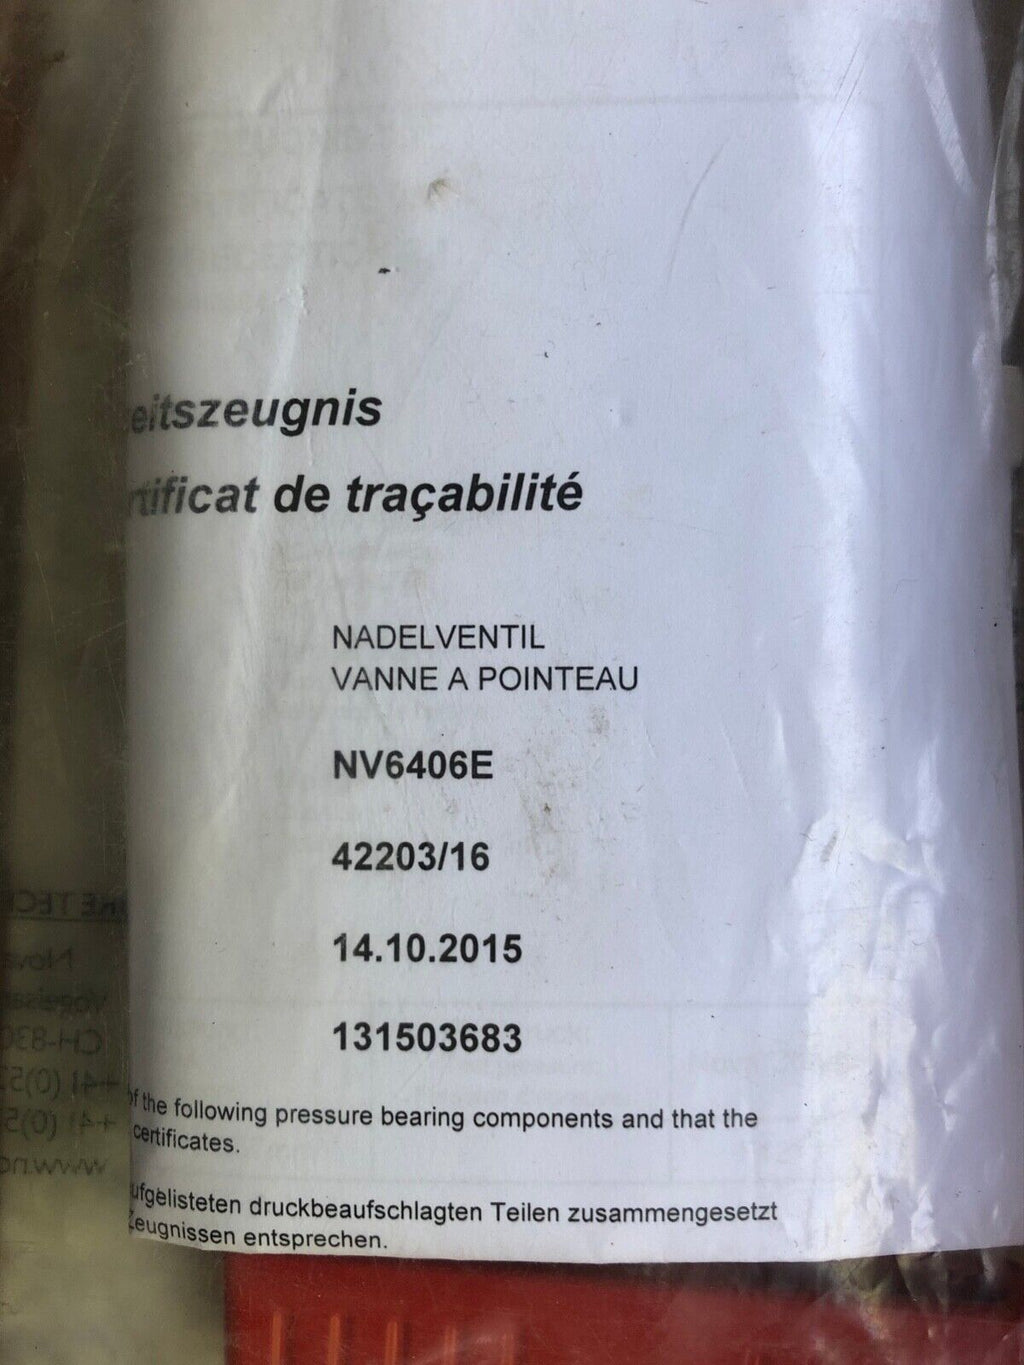 eitszeugnis
tificat de traçabilité
NADELVENTIL
VANNE A POINTEAU
NV6406E
42203/16
14.10.2015
131503683
of the following pressure bearing components and that the
certificates.
ufgelisteten druckbeaufschlagten Teilen zusammengesetzt
Zeugnissen entsprechen.